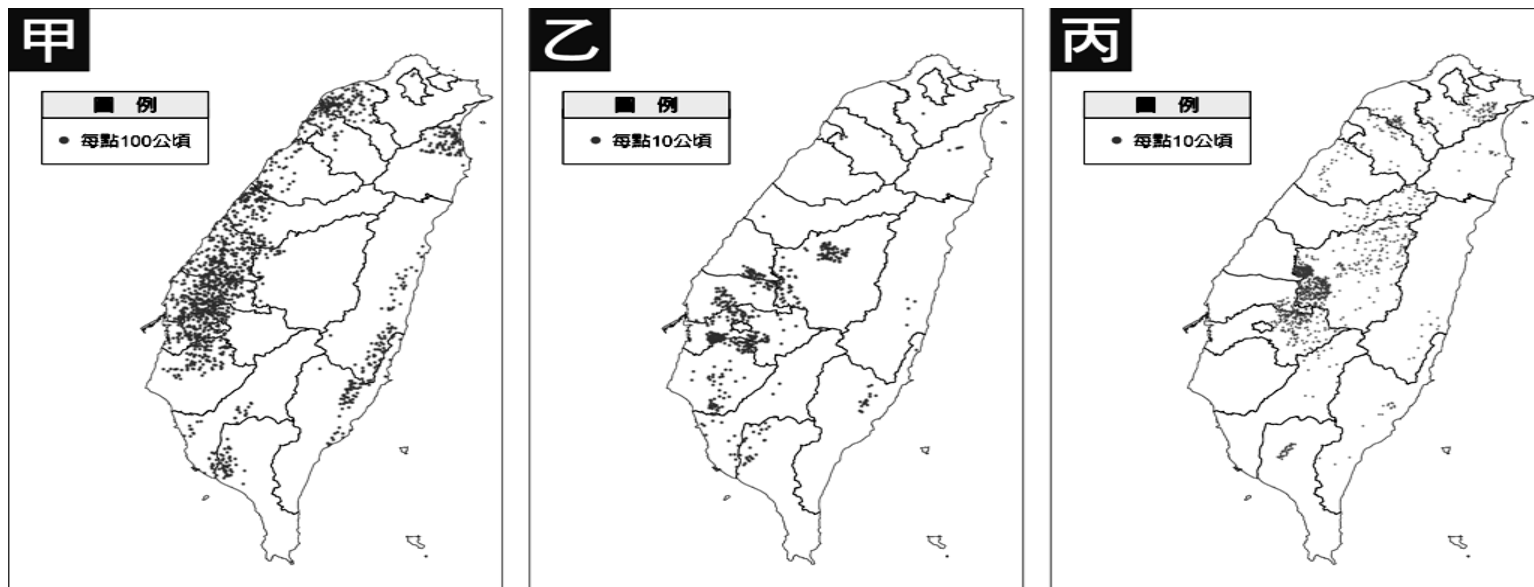 甲
圖 例
每點100公頃
乙
圖 例
每點10公頃
丙
圖 例
每點10公頃